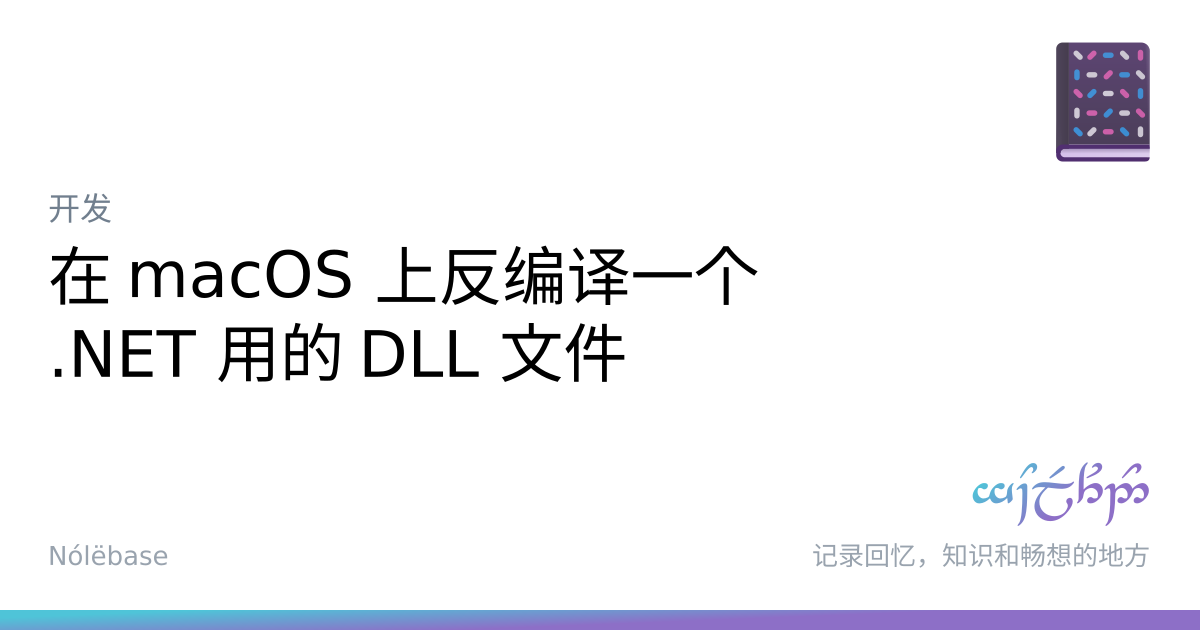 开发
在 macOS 上反编译一个
.NET 用的 DLL 文件
Nólëbase
记录回忆，知识和畅想的地方